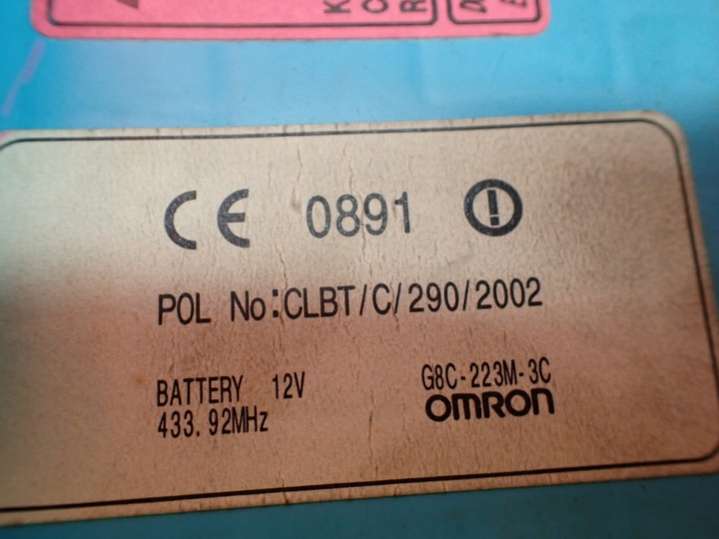 K
C
R
CE 0891
POL No:CLBT/C/290/2002
BATTERY 12V
433.92MHz
G8C-223M-3C
OMRON